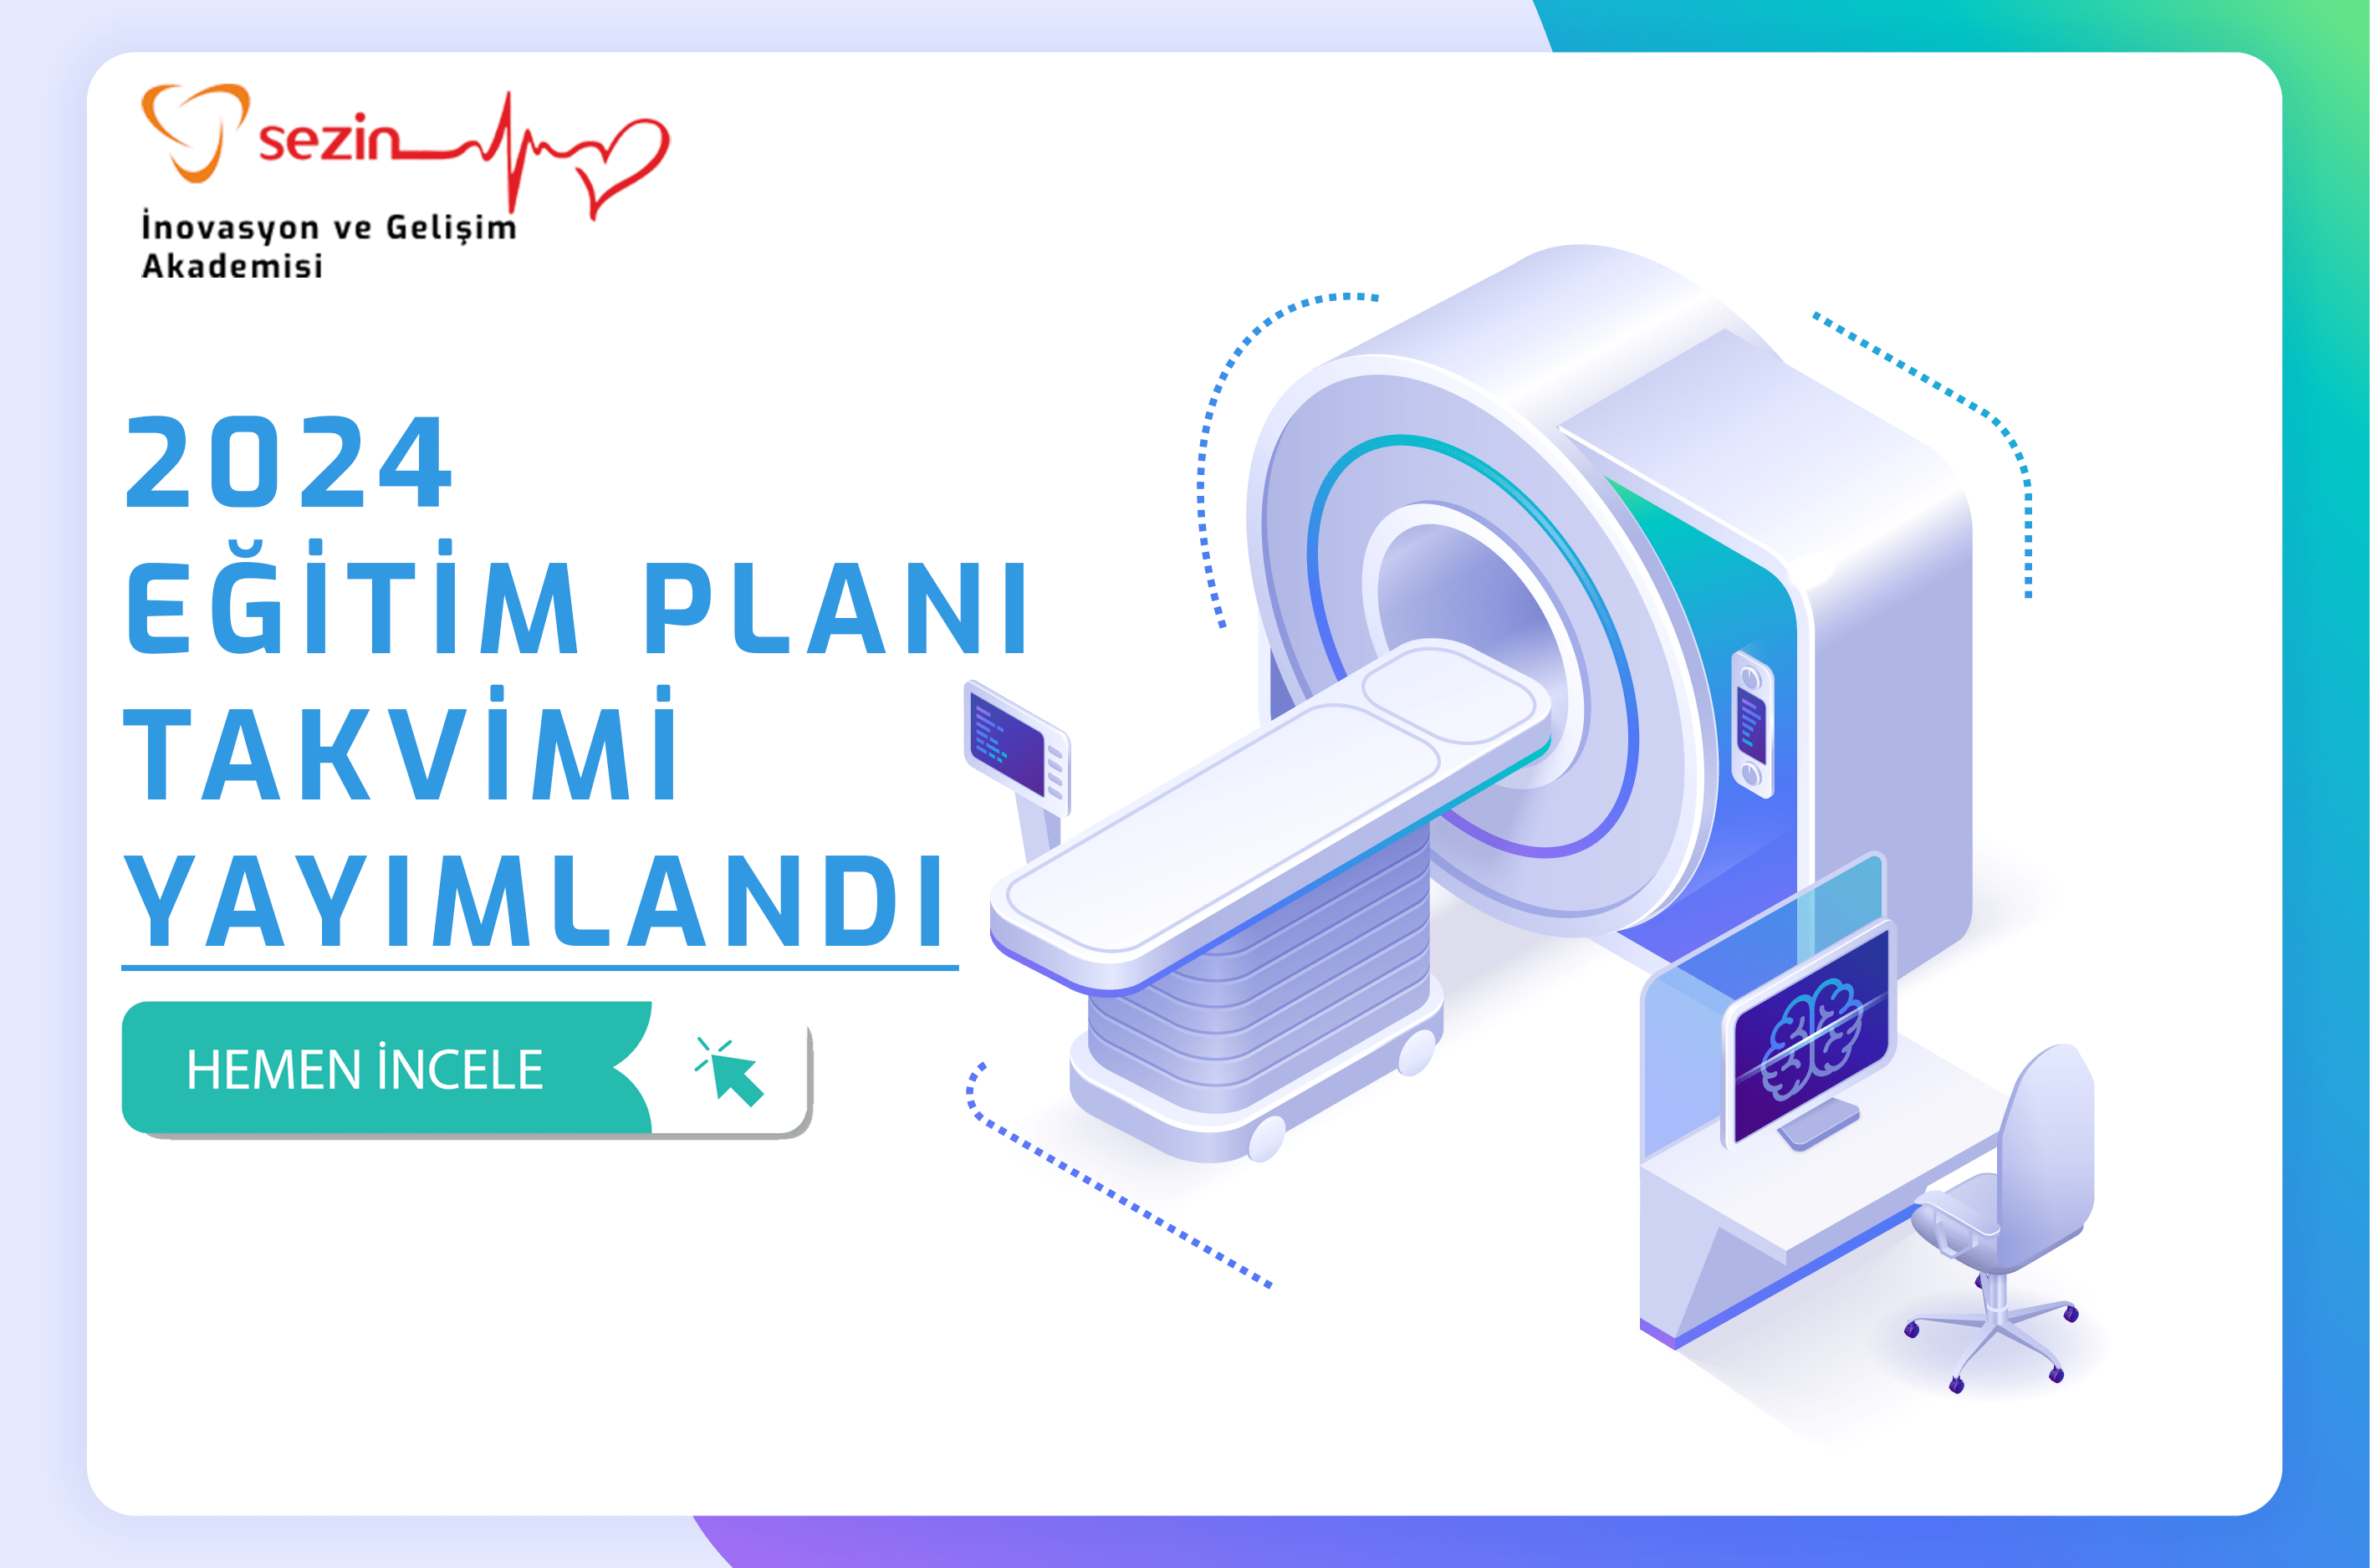 sezin
İnovasyon ve Gelişim
Akademisi
2024
EĞİTİM PLANI
TAKVİMİ
YAYIMLANDI
HEMEN İNCELE